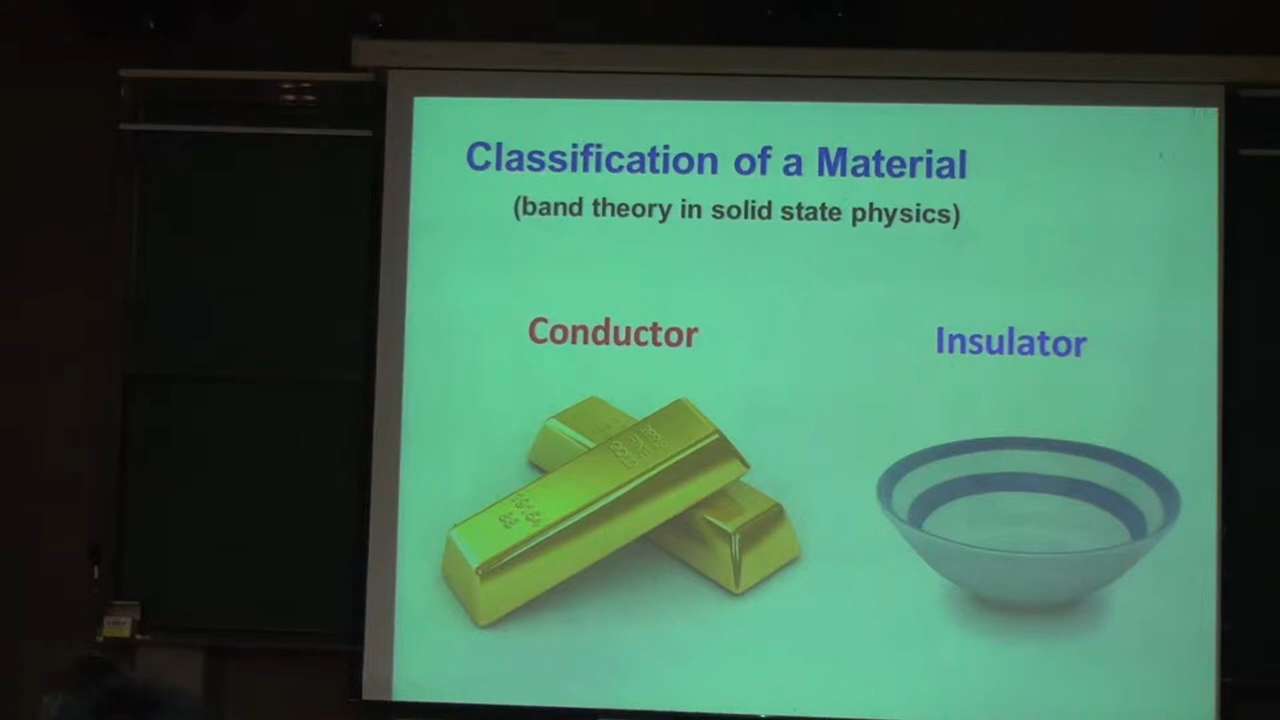 Classification of a Material
(band theory in solid state physics)
Conductor
Insulator